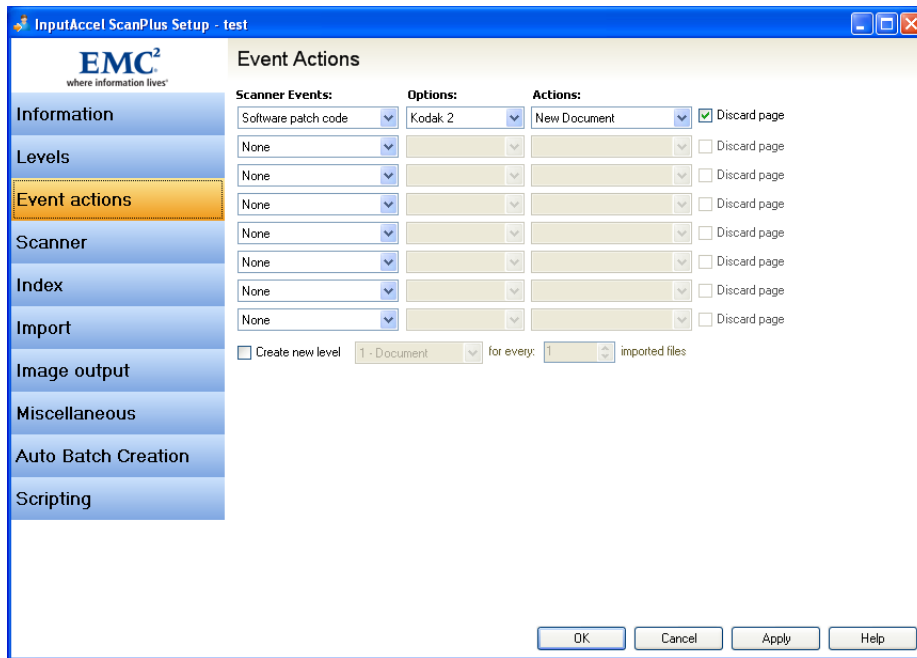 InputAccel ScanPlus Setup - test
EMC²
where information lives®
Information
Levels
Event actions
Scanner
Index
Import
Image output
Miscellaneous
Auto Batch Creation
Scripting
Event Actions
Scanner Events: Options: Actions:
Software patch code Kodak 2 New Document Discard page
None Discard page
None Discard page
None Discard page
None Discard page
None Discard page
None Discard page
None Discard page
Create new level 1 - Document for every: 1 imported files
OK Cancel Apply Help